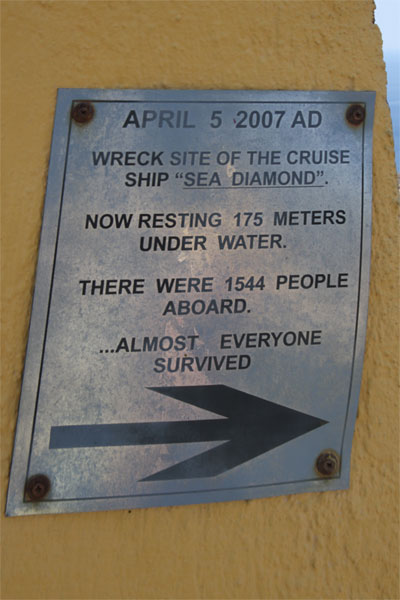 APRIL 5 2007 AD
WRECK SITE OF THE CRUISE
SHIP “SEA DIAMOND”.
NOW RESTING 175 METERS
UNDER WATER.
THERE WERE 1544 PEOPLE
ABOARD.
...ALMOST EVERYONE
SURVIVED